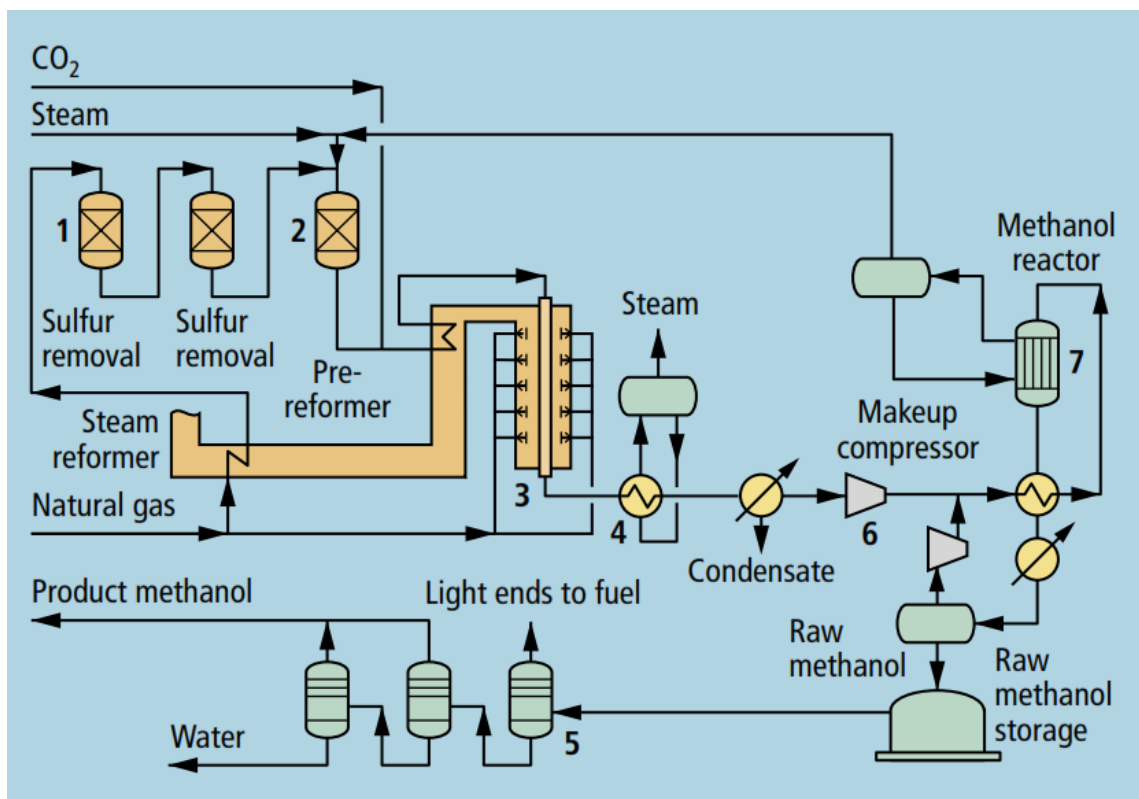 CO₂
Steam
1
2
Sulfur
removal
Sulfur
removal
Pre-
reformer
Steam
reformer
Natural gas
3
Steam
4
Condensate
Makeup
compressor
6
Methanol
reactor
7
Raw
methanol
Raw
methanol
storage
Product methanol
Light ends to fuel
5
Water